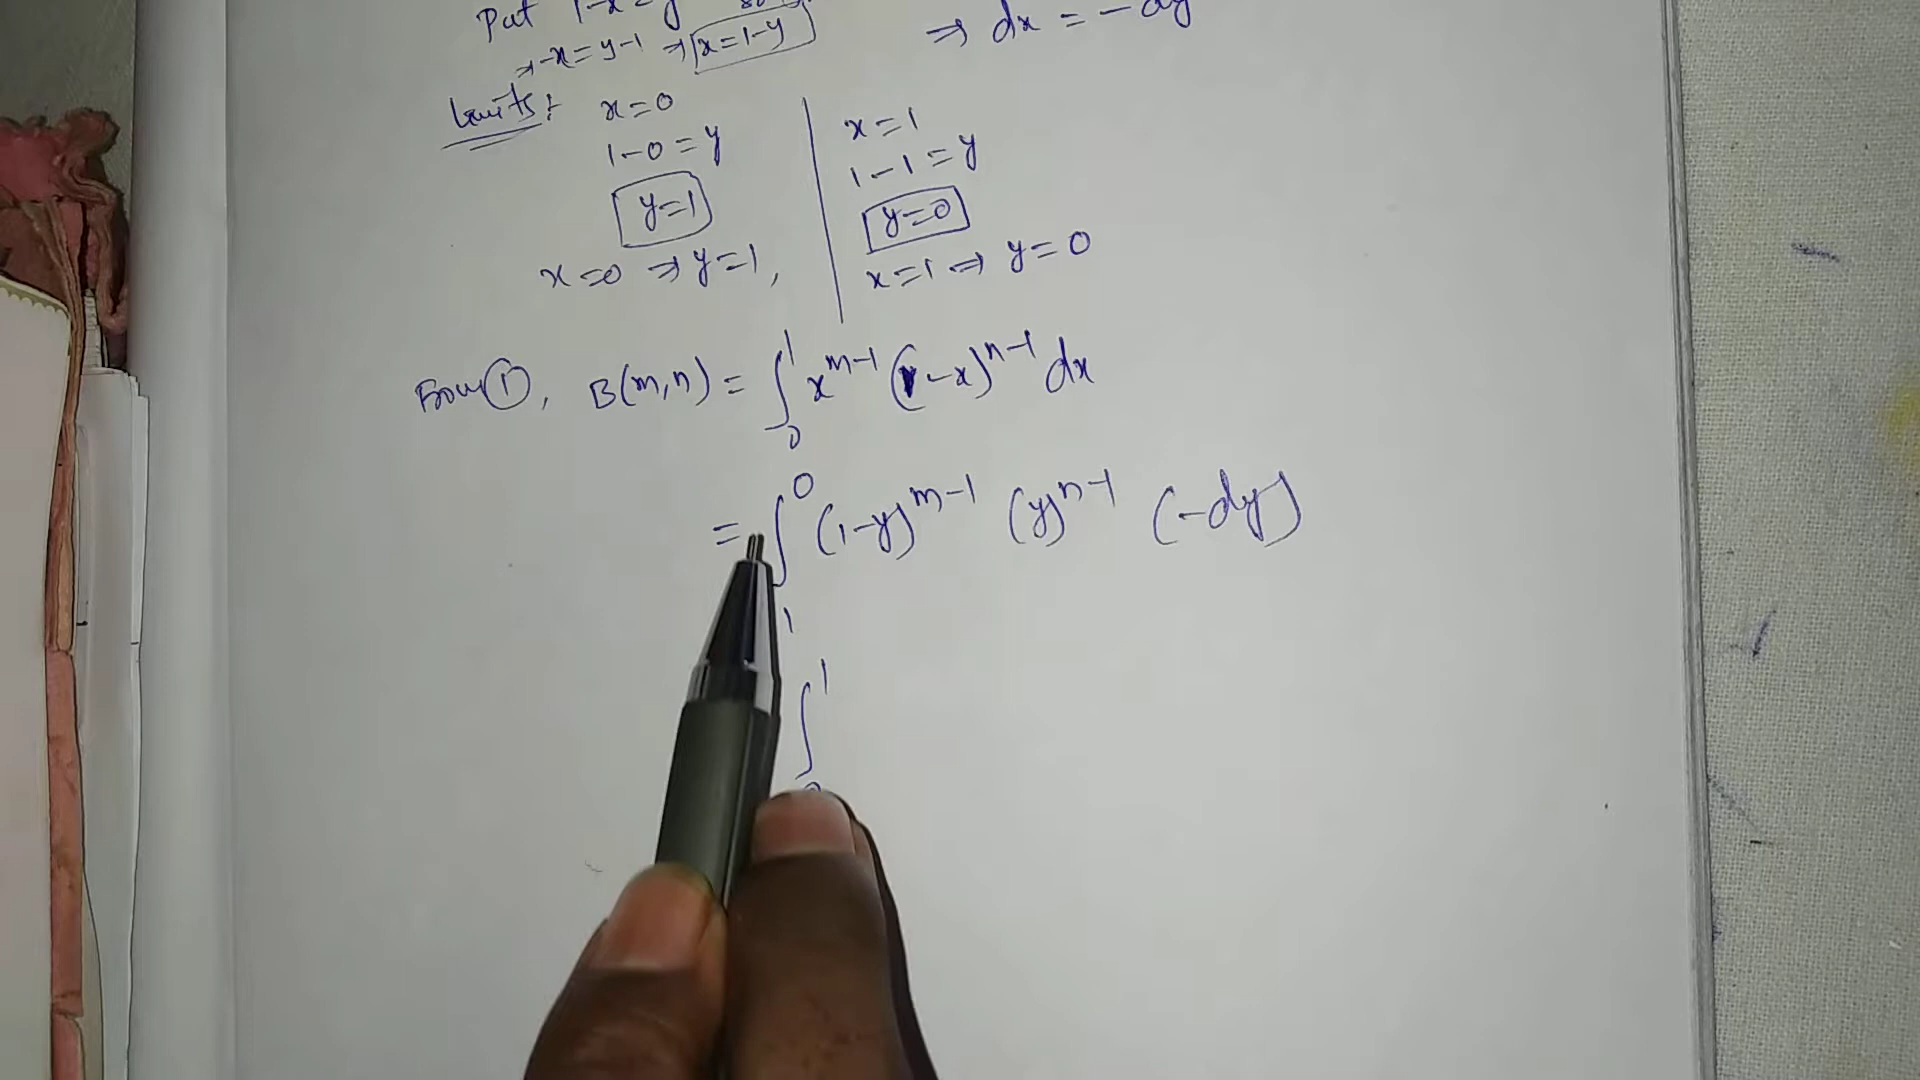 Put 1-x=y
⇒ -x=y-1 ⇒ x=1-y ⇒ dx = -dy
Limits: x=0
1-0=y
y=1
x=0 ⇒ y=1,
x=1
1-1=y
y=0
x=1 ⇒ y=0
From ①, B(m,n) = ∫₀¹ x^{m-1} (1-x)^{n-1} dx
= ∫₁⁰ (1-y)^{m-1} (y)^{n-1} (-dy)
∫₀¹